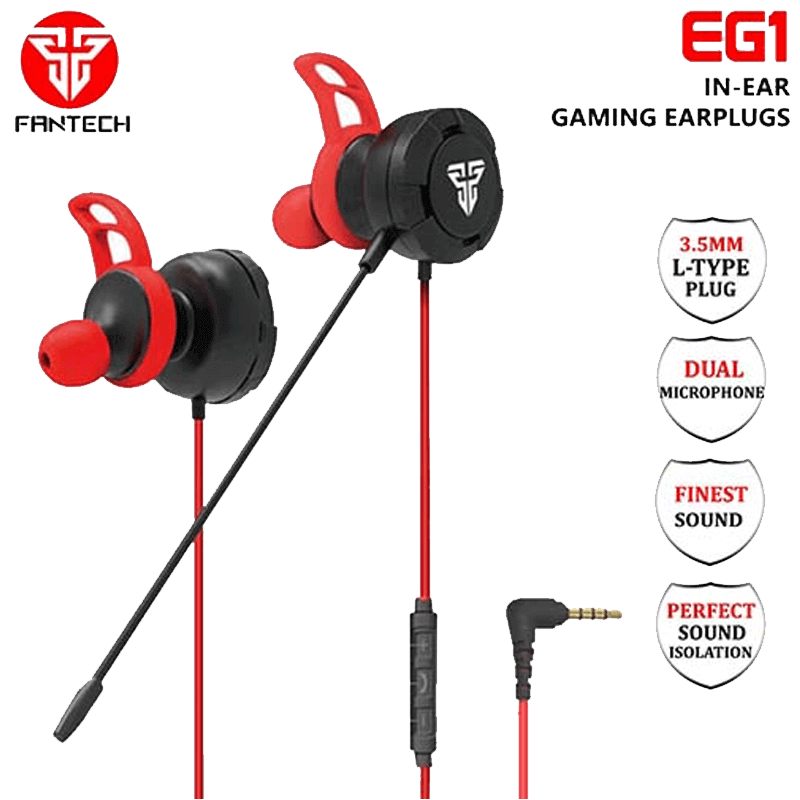 FANTECH
EG1
IN-EAR
GAMING EARPLUGS
3.5MM
L-TYPE
PLUG
DUAL
MICROPHONE
FINEST
SOUND
PERFECT
SOUND
ISOLATION